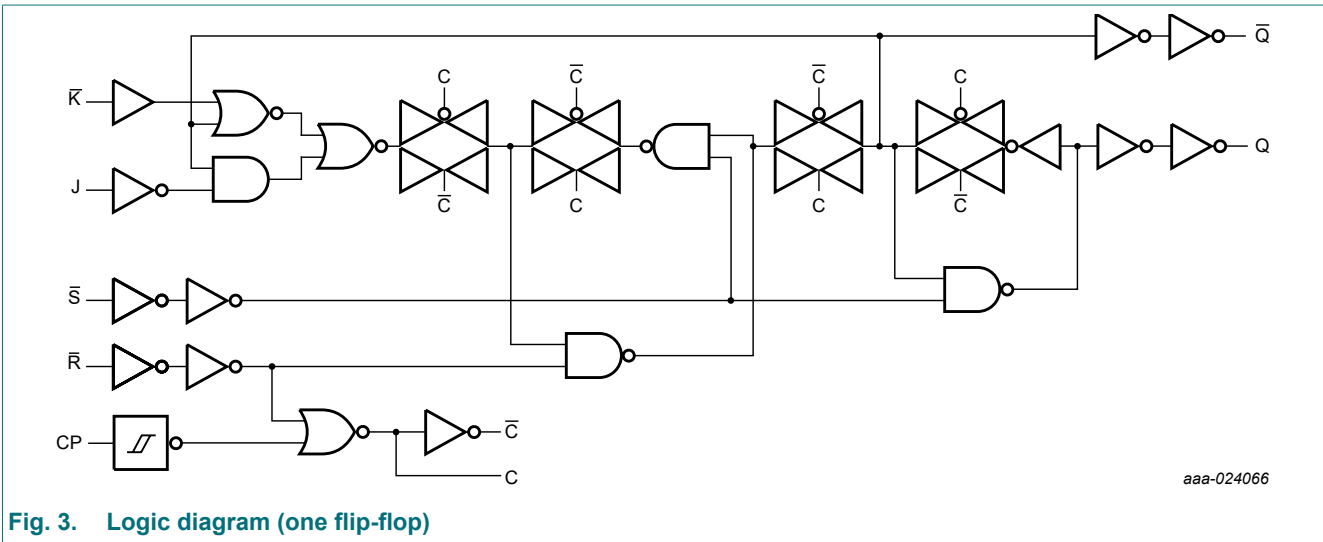 Q̅
C
C̅
C̅
C
K̅
Q
J
C̅
C
C
C̅
S̅
R̅
C̅
CP
C
aaa-024066
Fig. 3. Logic diagram (one flip-flop)